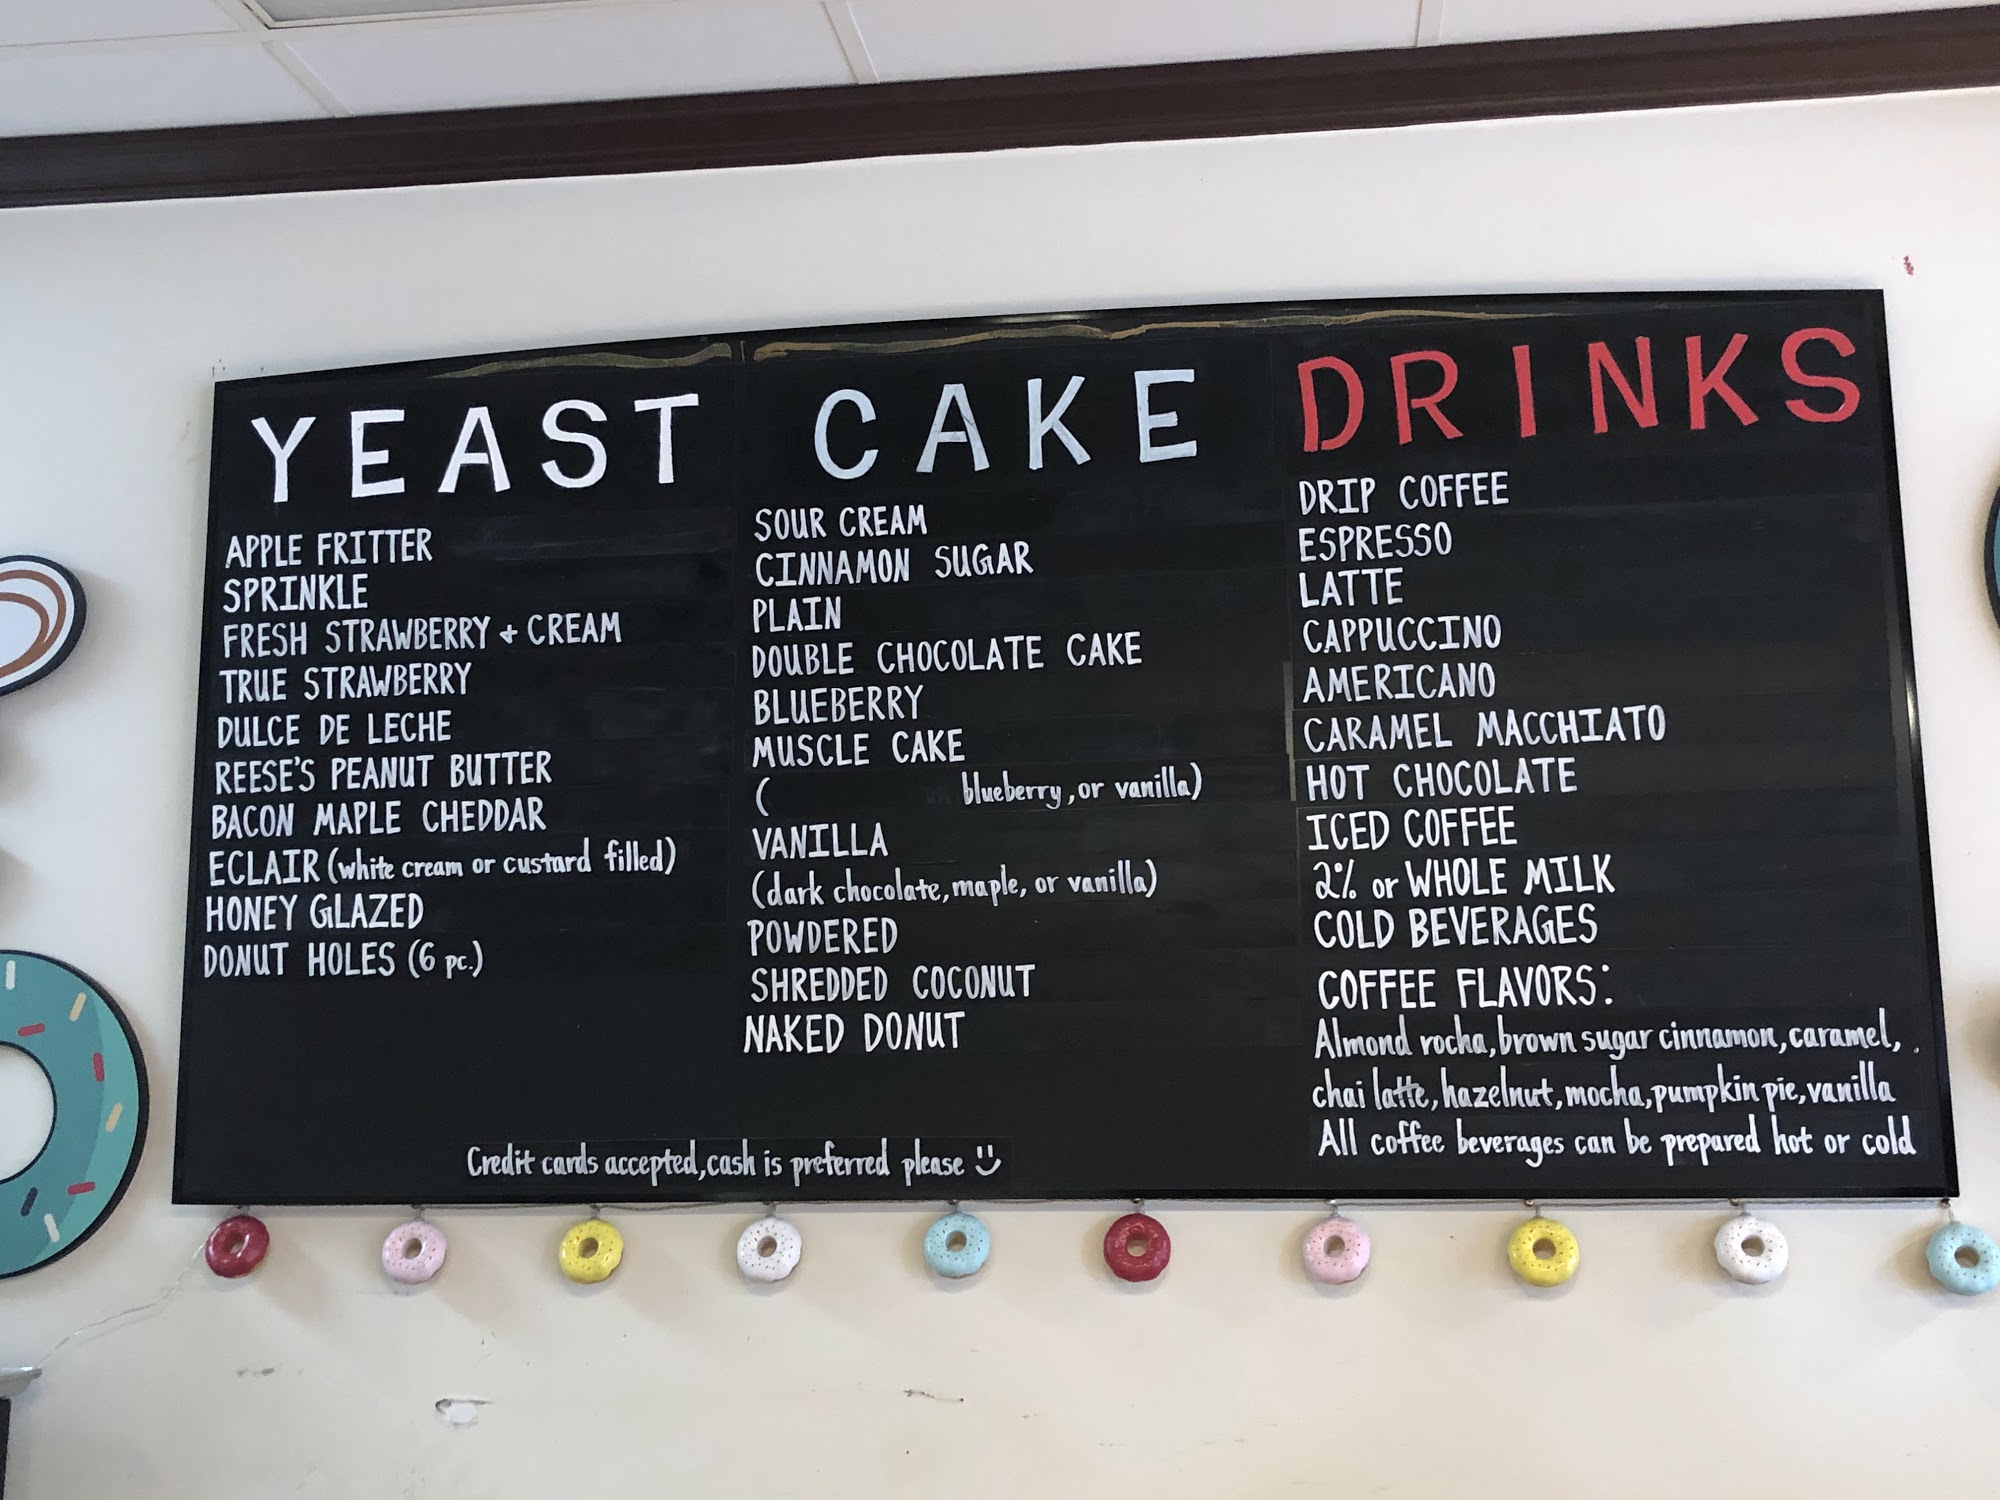 YEAST
APPLE FRITTER
SPRINKLE
FRESH STRAWBERRY + CREAM
TRUE STRAWBERRY
DULCE DE LECHE
REESE'S PEANUT BUTTER
BACON MAPLE CHEDDAR
ECLAIR (white cream or custard filled)
HONEY GLAZED
DONUT HOLES (6 pc.)
CAKE
SOUR CREAM
CINNAMON SUGAR
PLAIN
DOUBLE CHOCOLATE CAKE
BLUEBERRY
MUSCLE CAKE
( blueberry, or vanilla)
VANILLA
(dark chocolate, maple, or vanilla)
POWDERED
SHREDDED COCONUT
NAKED DONUT
DRINKS
DRIP COFFEE
ESPRESSO
LATTE
CAPPUCCINO
AMERICANO
CARAMEL MACCHIATO
HOT CHOCOLATE
ICED COFFEE
2% or WHOLE MILK
COLD BEVERAGES
COFFEE FLAVORS:
Almond rocha, brown sugar cinnamon, caramel,
chai latte, hazelnut, mocha, pumpkin pie, vanilla
All coffee beverages can be prepared hot or cold
Credit cards accepted, cash is preferred please